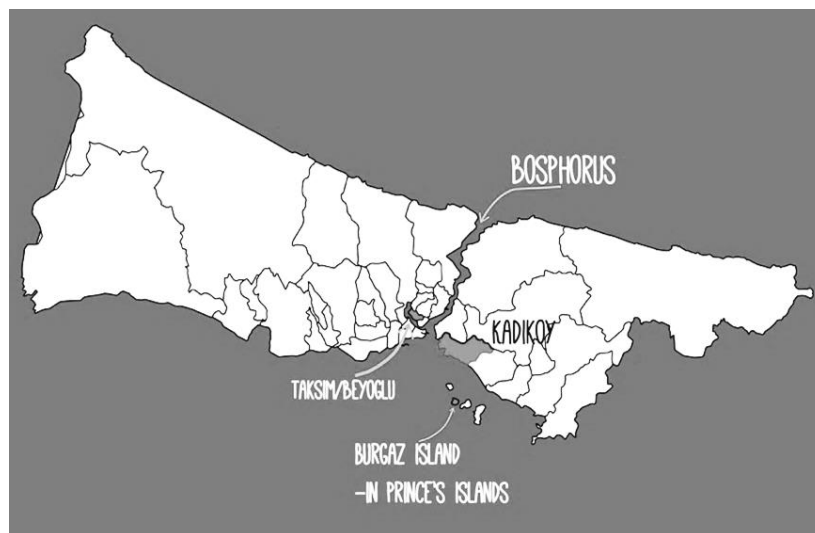 BOSPHORUS
KADIKOY
TAKSIM/BEYOGLU
BURGAZ ISLAND
-IN PRINCE'S ISLANDS